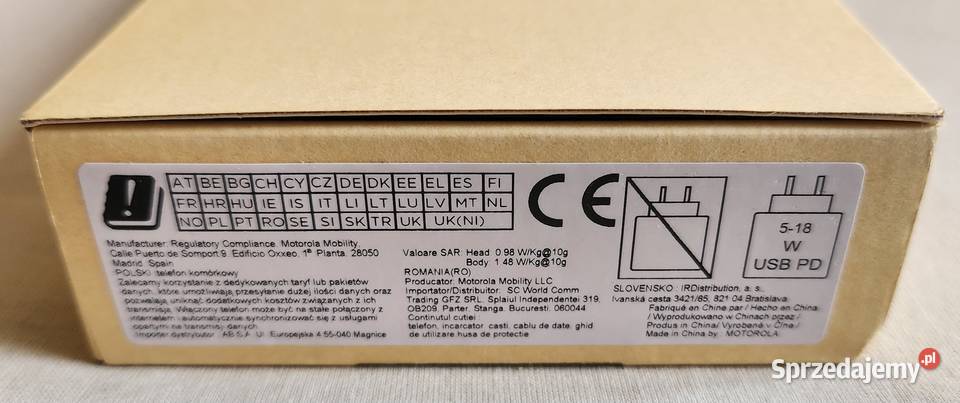 !
AT BE BG CH CY CZ DE DK EE EL ES FI
FR HR HU IE IS IT LI LT LU LV MT NL
NO PL PT RO SE SI SK TR UK UK(NI)
CE
Manufacturer: Regulatory Compliance. Motorola Mobility,
Calle Puerto de Somport 9, Edificio Oxxeo, 1ª Planta, 28050
Madrid, Spain
POLSKI: telefon komórkowy
Zalecamy korzystanie z dedykowanych taryf lub pakietów
danych, które umożliwiają przesyłanie dużej ilości danych oraz
pozwalają uniknąć dodatkowych kosztów związanych z ich
transmisją. Włączony telefon może być na stałe połączony z
internetem i automatycznie synchronizować się z usługami
opartymi na transmisji danych.
Importer dystrybutor: AB S.A. Ul. Europejska 4 55-040 Magnice
Valoare SAR: Head 0.98 W/Kg@10g
Body 1.48 W/Kg@10g
ROMANIA(RO)
Producator: Motorola Mobility LLC
Importator/Distribuitor: SC World Comm
Trading GFZ SRL, Splaiul Independentei 319,
OB209, Parter, Stanga, Bucuresti, 060044
Continutul cutiei :
telefon, incarcator casti, cablu de date, ghid
de utilizare husa de protectie
5-18
W
USB PD
SLOVENSKO : IRDistribution, a. s.,
Ivanská cesta 3421/65, 821 04 Bratislava
Fabriqué en Chine par / Hecho en China por
/ Wyprodukowano w Chinach przez /
Produs in China/ Vyrobené v Číne/
Made in China by : MOTOROLA
Sprzedajemy.pl